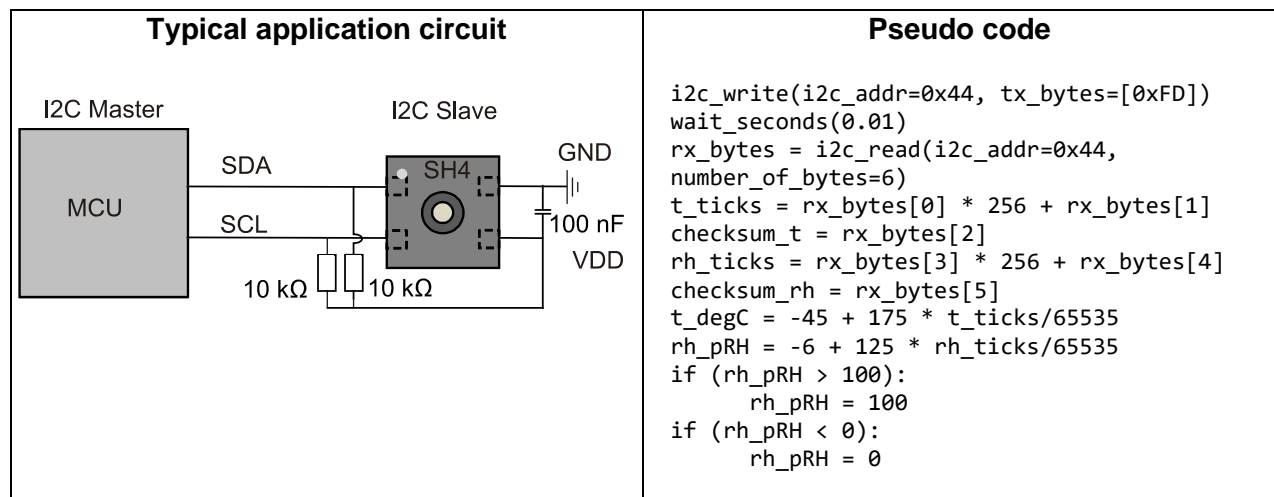 Typical application circuit
I2C Master
I2C Slave
MCU
SDA
SCL
SH4
GND
100 nF
VDD
10 kΩ
10 kΩ
Pseudo code
i2c_write(i2c_addr=0x44, tx_bytes=[0xFD])
wait_seconds(0.01)
rx_bytes = i2c_read(i2c_addr=0x44,
number_of_bytes=6)
t_ticks = rx_bytes[0] * 256 + rx_bytes[1]
checksum_t = rx_bytes[2]
rh_ticks = rx_bytes[3] * 256 + rx_bytes[4]
checksum_rh = rx_bytes[5]
t_degC = -45 + 175 * t_ticks/65535
rh_pRH = -6 + 125 * rh_ticks/65535
if (rh_pRH > 100):
rh_pRH = 100
if (rh_pRH < 0):
rh_pRH = 0